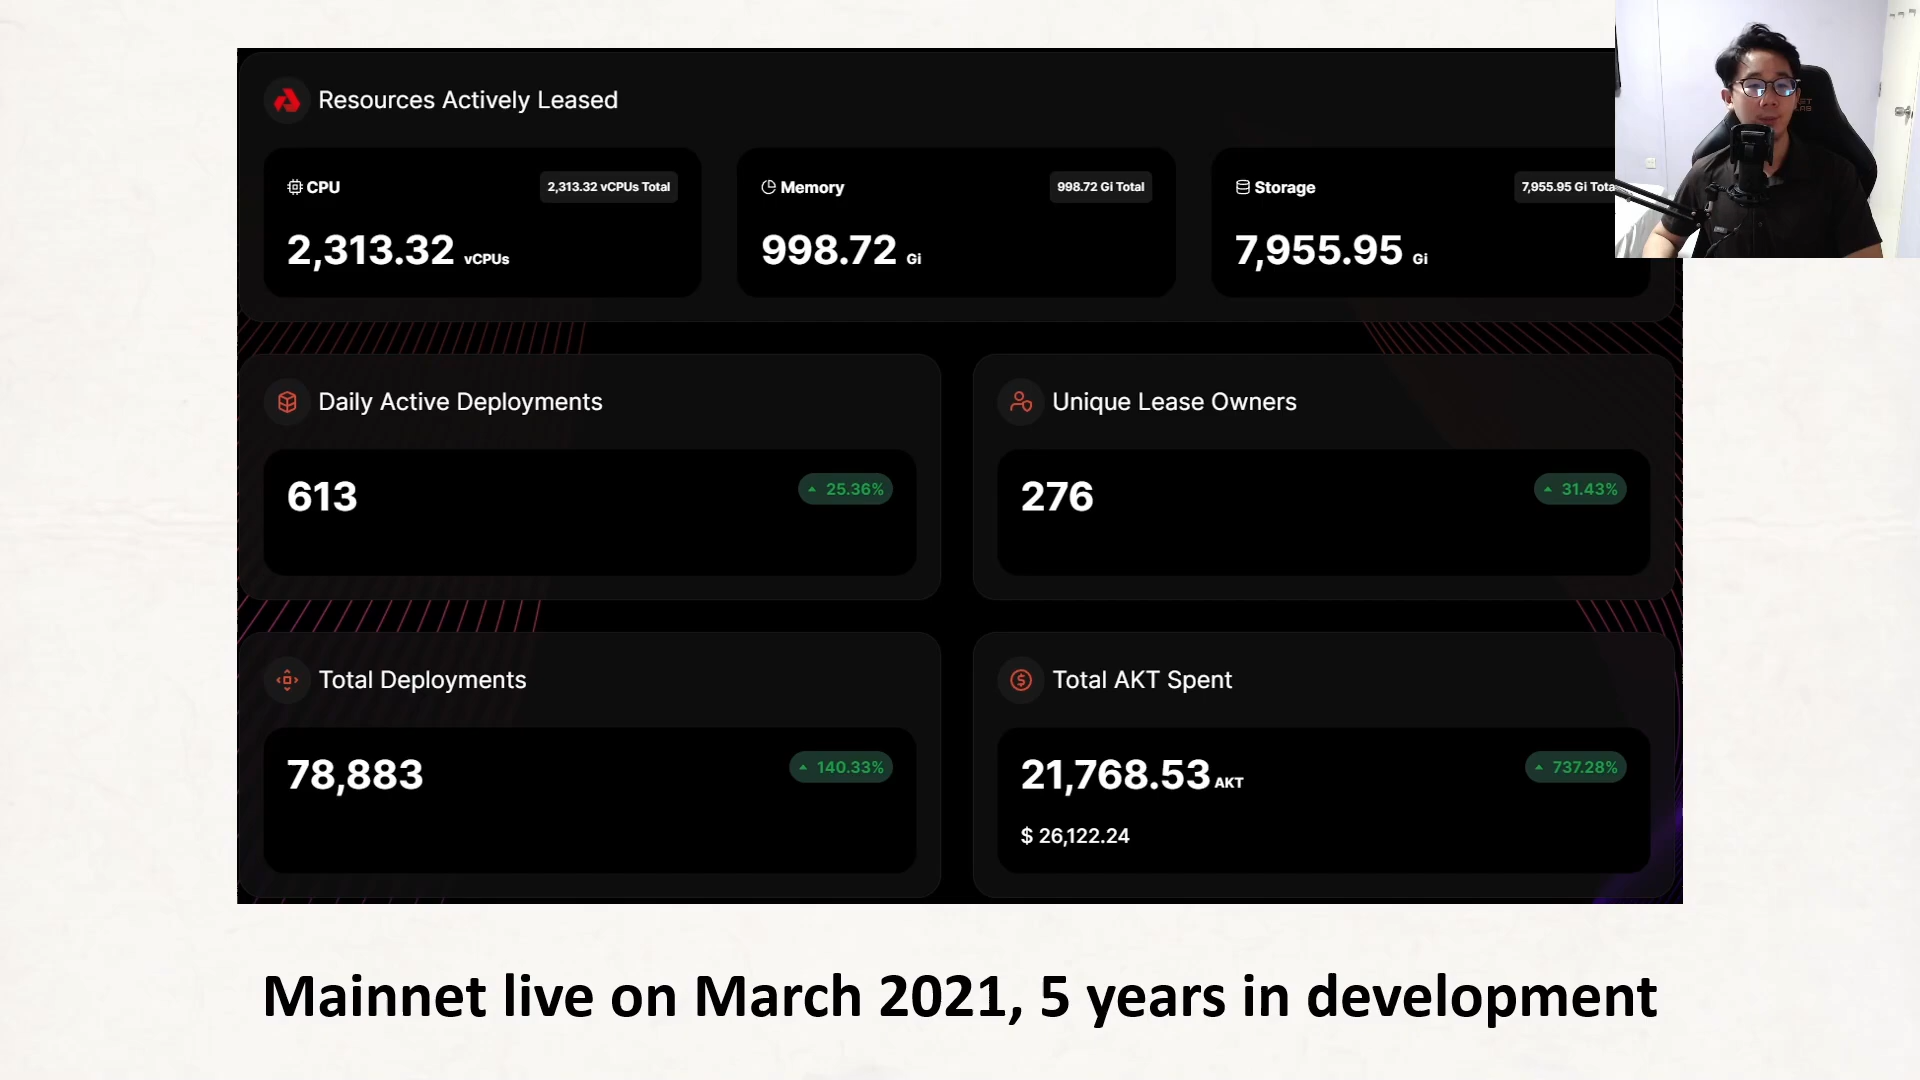 Resources Actively Leased
CPU
2,313.32 vCPUs Total
2,313.32 vCPUs
Memory
998.72 Gi Total
998.72 Gi
Storage
7,955.95 Gi Tota
7,955.95 Gi
Daily Active Deployments
613
25.36%
Unique Lease Owners
276
31.43%
Total Deployments
78,883
140.33%
Total AKT Spent
21,768.53 AKT
737.28%
$ 26,122.24
Mainnet live on March 2021, 5 years in development